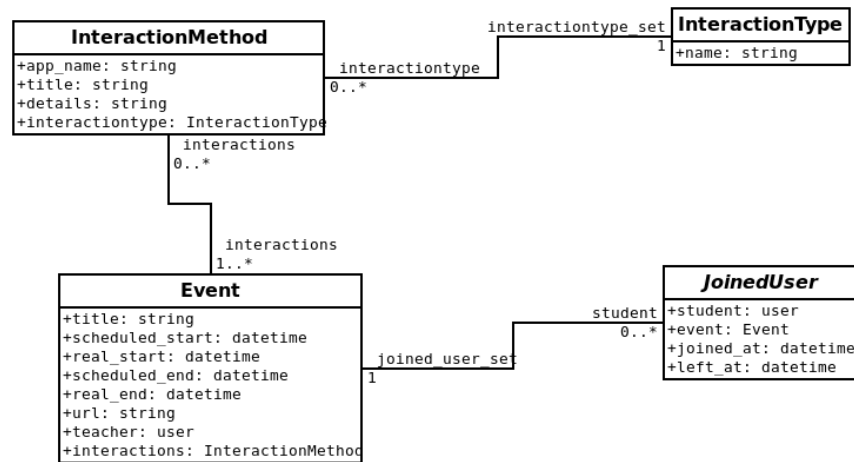 InteractionMethod
+app_name: string
+title: string
+details: string
+interactiontype: InteractionType
interactiontype
0..*
interactiontype_set
1
InteractionType
+name: string
interactions
0..*
interactions
1..*
Event
+title: string
+scheduled_start: datetime
+real_start: datetime
+scheduled_end: datetime
+real_end: datetime
+url: string
+teacher: user
+interactions: InteractionMethod
joined_user_set
1
student
0..*
JoinedUser
+student: user
+event: Event
+joined_at: datetime
+left_at: datetime